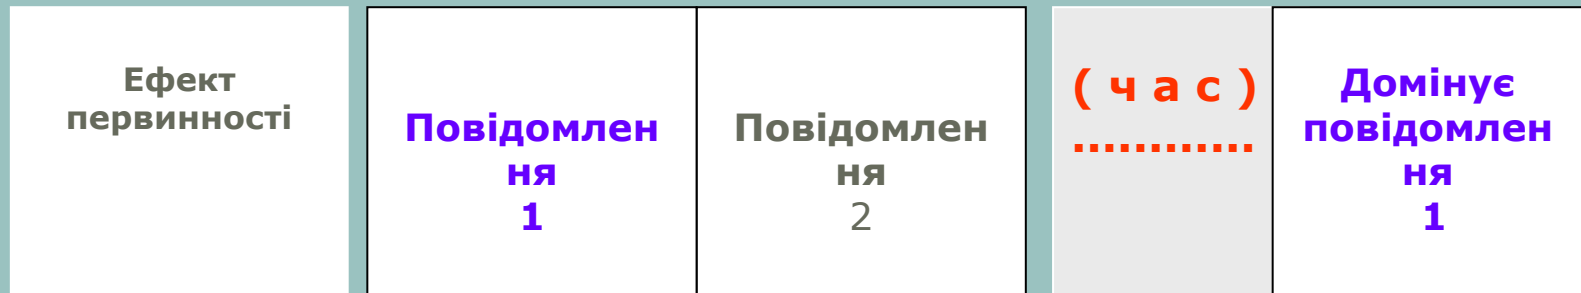 Ефект
первинності
Повідомлен
ня
1
Повідомлен
ня
2
( ч а с )
............
Домінує
повідомлен
ня
1